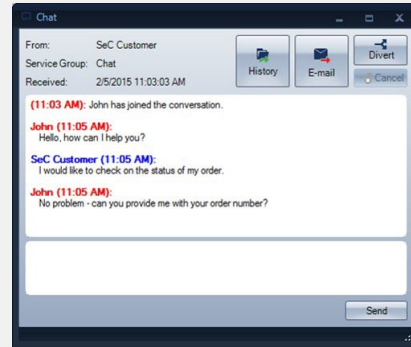 Chat
From: SeC Customer
Service Group: Chat
Received: 2/5/2015 11:03:03 AM
History
E-mail
Divert
Cancel
(11:03 AM): John has joined the conversation.
John (11:05 AM):
Hello, how can I help you?
SeC Customer (11:05 AM):
I would like to check on the status of my order.
John (11:05 AM):
No problem - can you provide me with your order number?
Send